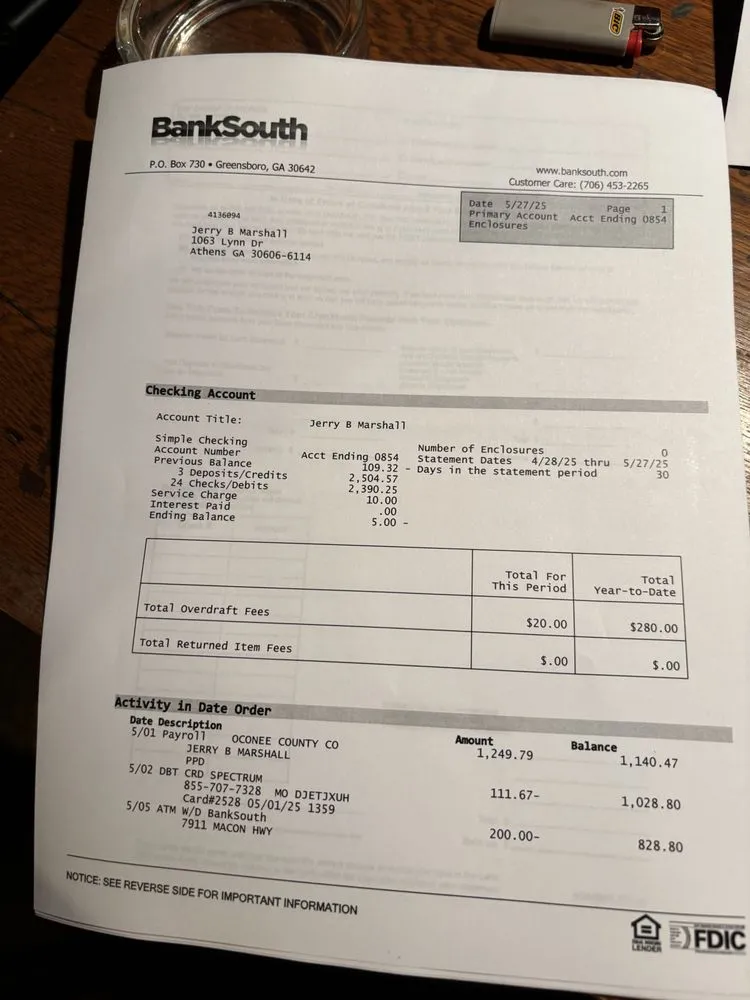 BIC
BankSouth
P.O. Box 730 • Greensboro, GA 30642
www.banksouth.com
Customer Care: (706) 453-2265
Date 5/27/25 Page 1
Primary Account Acct Ending 0854
Enclosures
4136094
Jerry B Marshall
1063 Lynn Dr
Athens GA 30606-6114
Checking Account
Account Title: Jerry B Marshall
Simple Checking Number of Enclosures 0
Account Number Acct Ending 0854 Statement Dates 4/28/25 thru 5/27/25
Previous Balance 109.32 - Days in the statement period 30
3 Deposits/Credits 2,504.57
24 Checks/Debits 2,390.25
Service Charge 10.00
Interest Paid .00
Ending Balance 5.00 -
Total For This Period Total Year-to-Date
Total Overdraft Fees $20.00 $280.00
Total Returned Item Fees $.00 $.00
Activity in Date Order
Date Description Amount Balance
5/01 Payroll OCONEE COUNTY CO 1,249.79 1,140.47
JERRY B MARSHALL
PPD
5/02 DBT CRD SPECTRUM 111.67- 1,028.80
855-707-7328 MO DJETJXUH
Card#2528 05/01/25 1359
5/05 ATM W/D BankSouth 200.00- 828.80
7911 MACON HWY
NOTICE: SEE REVERSE SIDE FOR IMPORTANT INFORMATION
EQUAL HOUSING
LENDER
FDIC